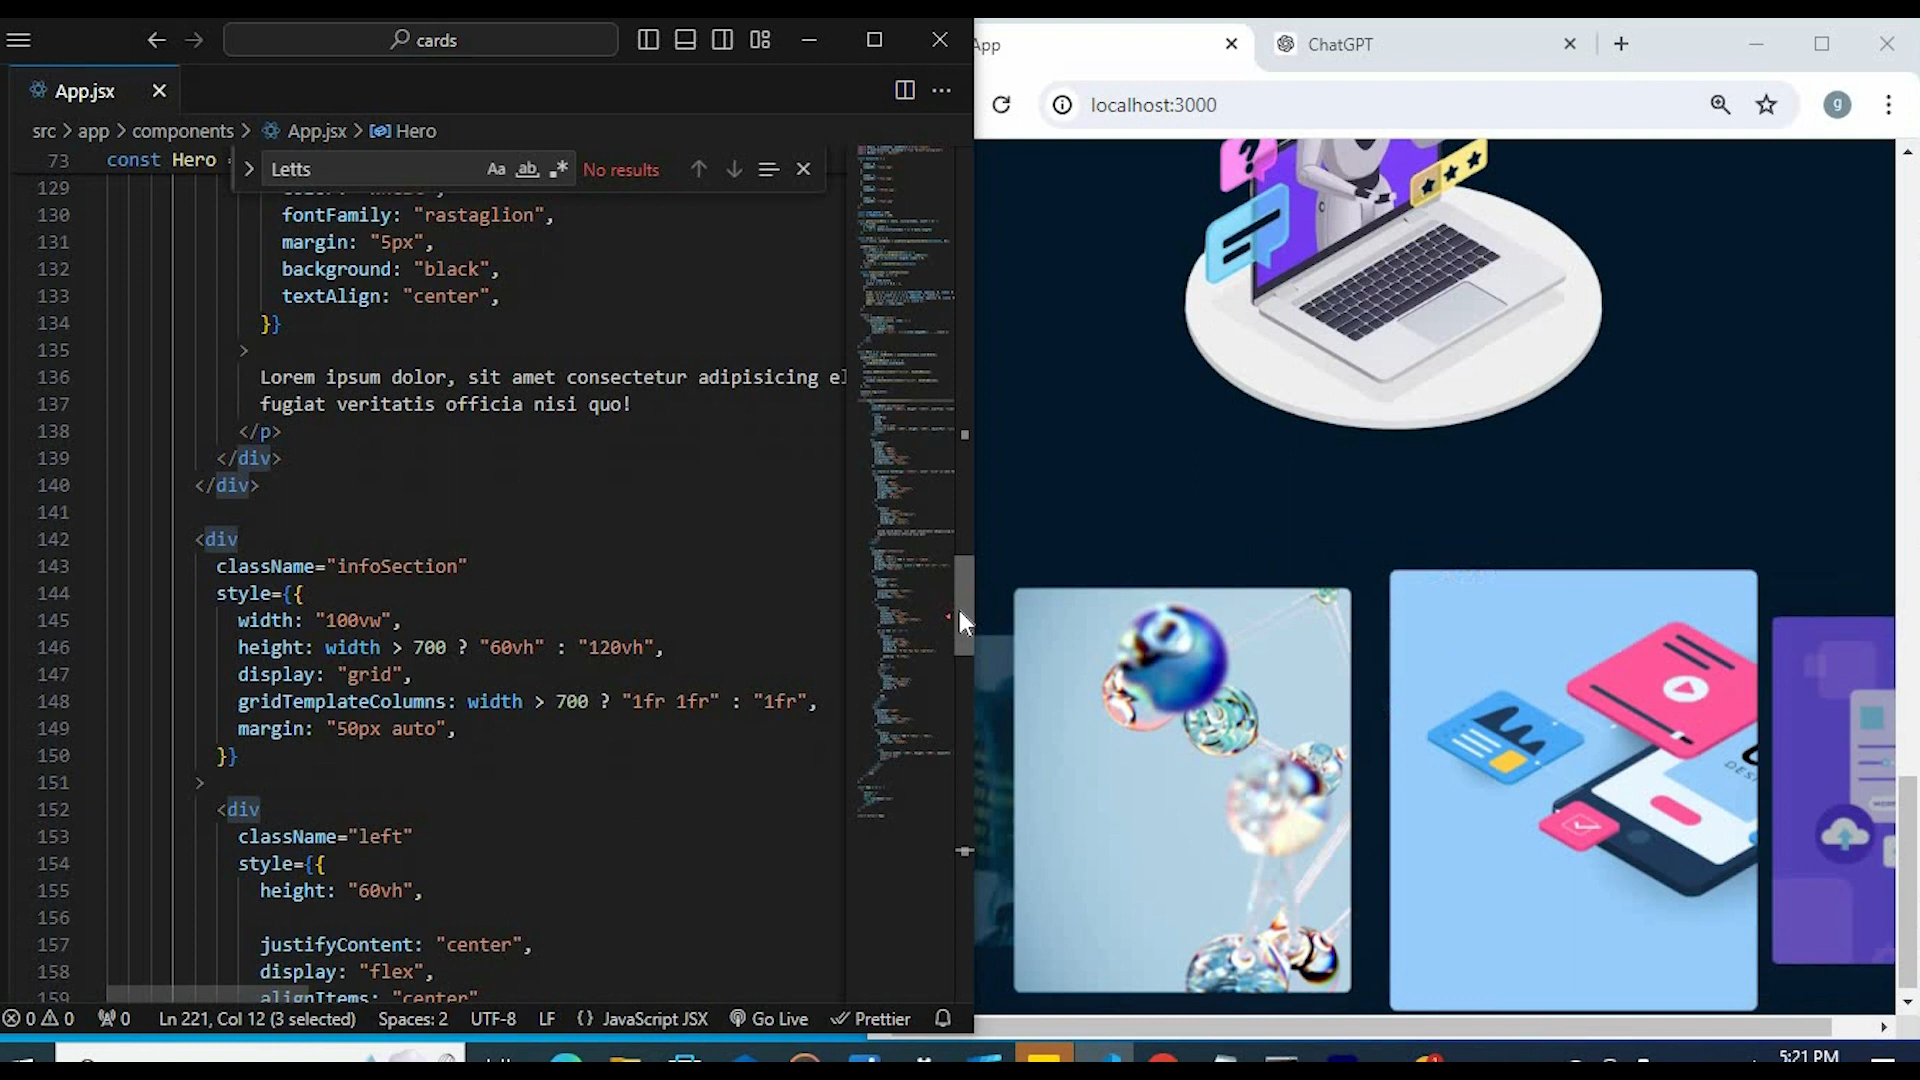 cards
App
ChatGPT
App.jsx
localhost:3000
g
src > app > components > App.jsx > Hero
73 const Hero =
Letts
Aa ab .* No results
129
130 fontFamily: "rastaglion",
131 margin: "5px",
132 background: "black",
133 textAlign: "center",
134 }}
135 >
136 Lorem ipsum dolor, sit amet consectetur adipisicing el
137 fugiat veritatis officia nisi quo!
138 </p>
139 </div>
140 </div>
141
142 <div
143 className="infoSection"
144 style={{
145 width: "100vw",
146 height: width > 700 ? "60vh" : "120vh",
147 display: "grid",
148 gridTemplateColumns: width > 700 ? "1fr 1fr" : "1fr",
149 margin: "50px auto",
150 }}
151 >
152 <div
153 className="left"
154 style={{
155 height: "60vh",
156
157 justifyContent: "center",
158 display: "flex",
159 alignItems: "center"
0 0 0 Ln 221, Col 12 (3 selected) Spaces: 2 UTF-8 LF {} JavaScript JSX Go Live Prettier
5:21 PM